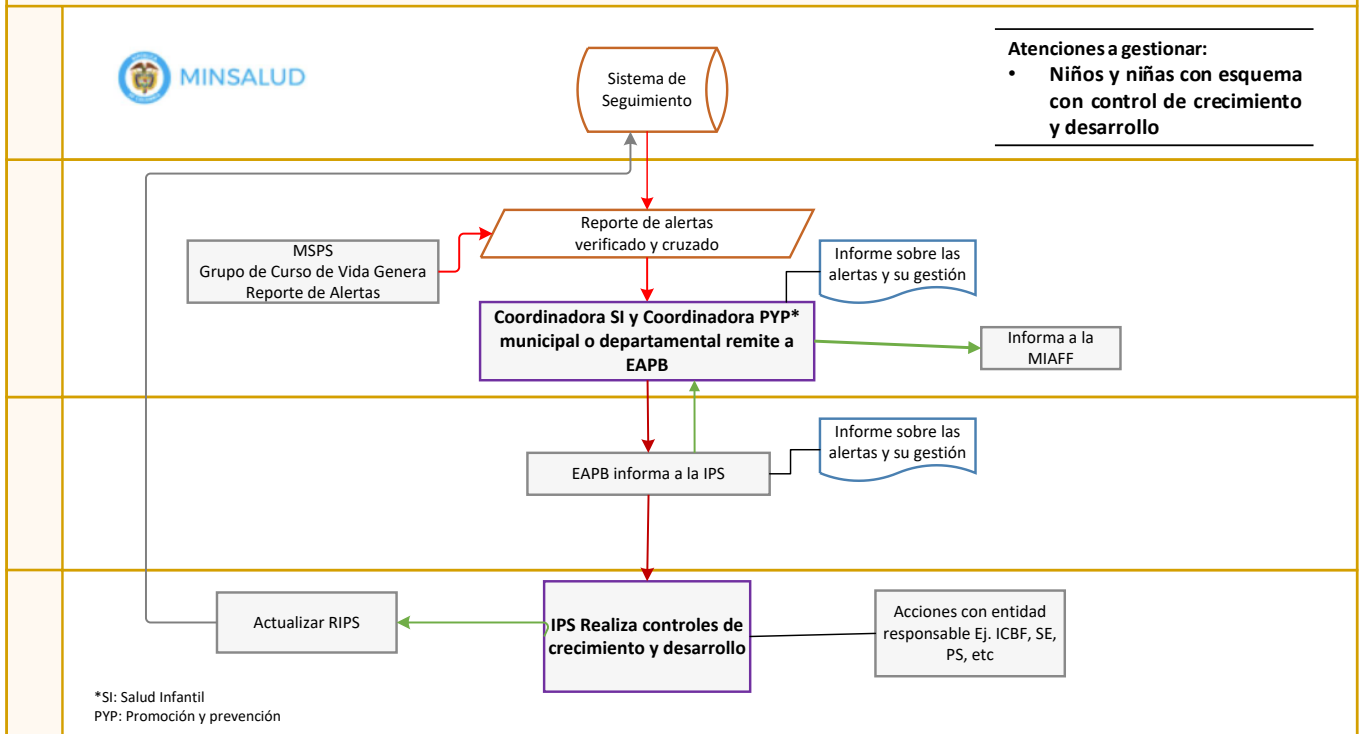 MINSALUD
Sistema de
Seguimiento
Atenciones a gestionar:
• Niños y niñas con esquema
con control de crecimiento
y desarrollo
Reporte de alertas
verificado y cruzado
MSPS
Grupo de Curso de Vida Genera
Reporte de Alertas
Informe sobre las
alertas y su gestión
Coordinadora SI y Coordinadora PYP*
municipal o departamental remite a
EAPB
Informa a la
MIAFF
Informe sobre las
alertas y su gestión
EAPB informa a la IPS
Actualizar RIPS
IPS Realiza controles de
crecimiento y desarrollo
Acciones con entidad
responsable Ej. ICBF, SE,
PS, etc
*SI: Salud Infantil
PYP: Promoción y prevención